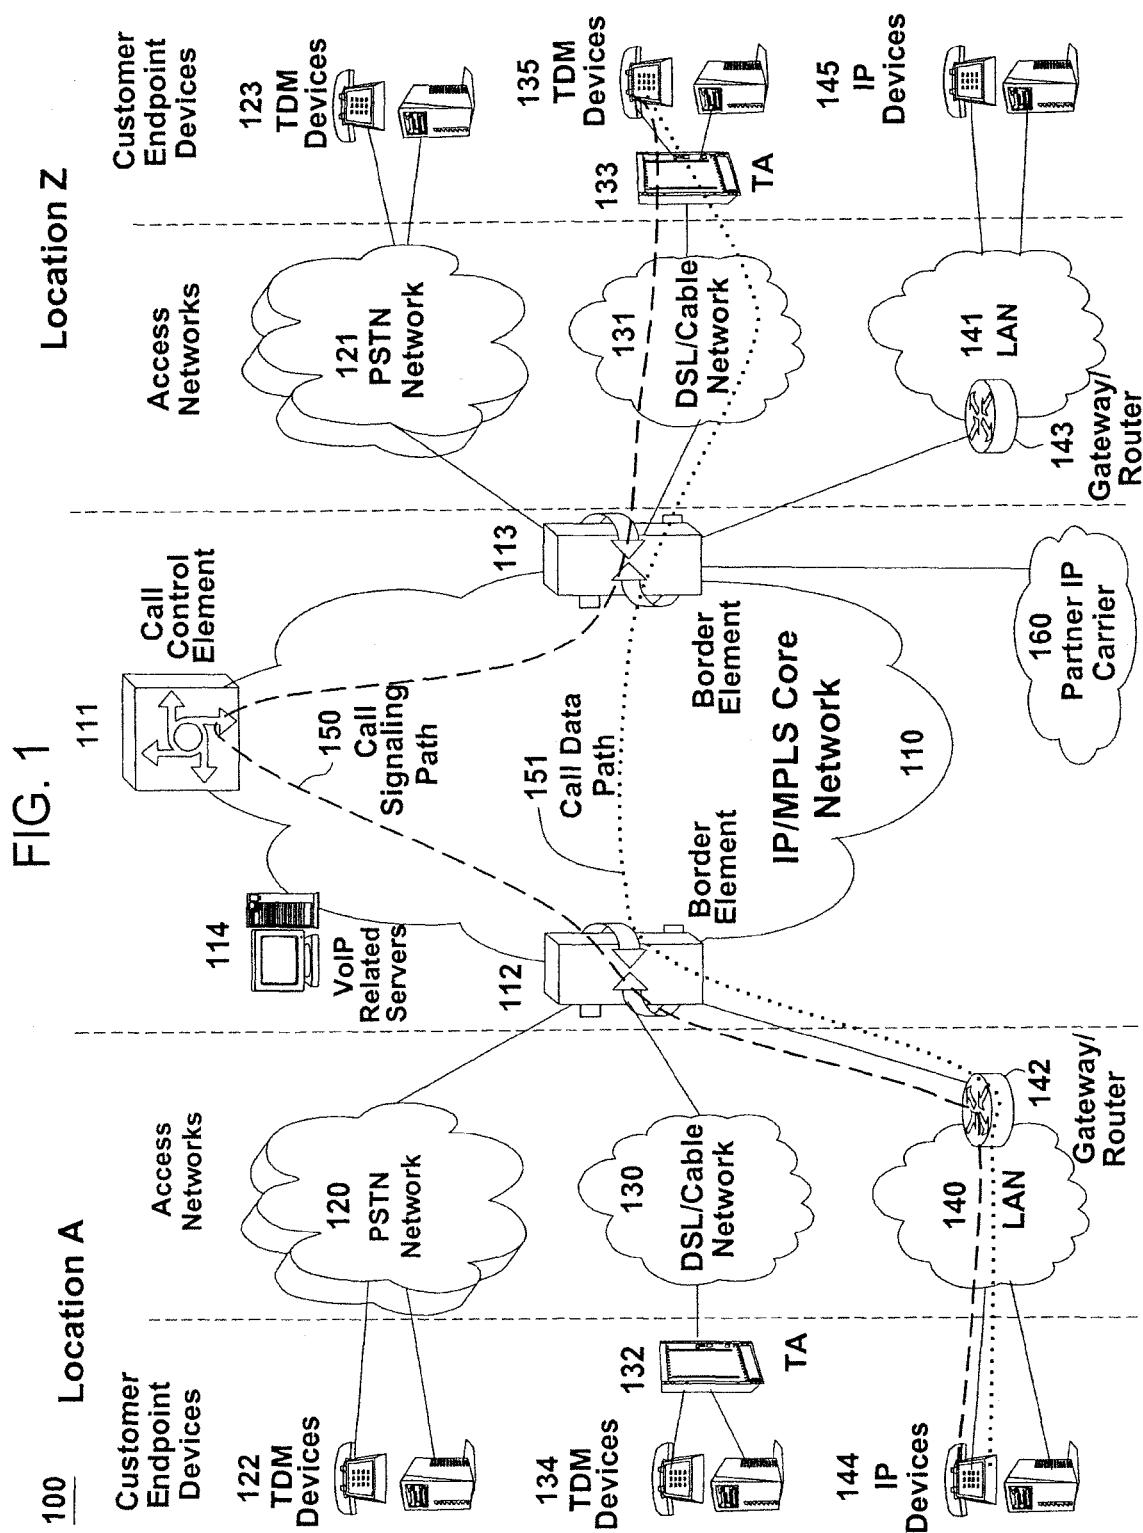 FIG. 1
100
Location A
Location Z
Customer
Endpoint
Devices
Access
Networks
114
VoIP
Related
Servers
111
Call
Control
Element
Access
Networks
Customer
Endpoint
Devices
122
TDM
Devices
120
PSTN
Network
150
Call
Signaling
Path
121
PSTN
Network
123
TDM
Devices
134
TDM
Devices
132
TA
130
DSL/Cable
Network
112
Border
Element
151
Call Data
Path
113
Border
Element
131
DSL/Cable
Network
133
TA
135
TDM
Devices
IP/MPLS Core
Network
110
144
IP
Devices
140
LAN
142
Gateway/
Router
160
Partner IP
Carrier
143
Gateway/
Router
141
LAN
145
IP
Devices